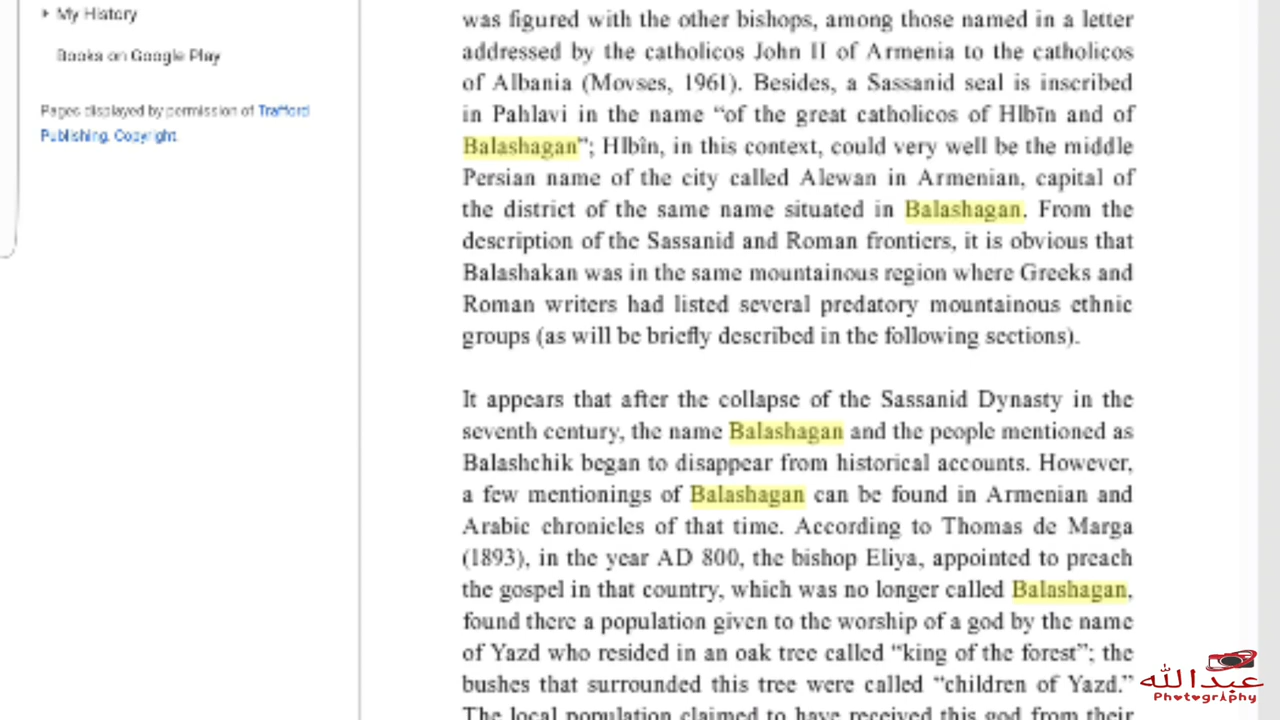 My History
Books on Google Play
Pages displayed by permission of Trafford
Publishing. Copyright
was figured with the other bishops, among those named in a letter
addressed by the catholicos John II of Armenia to the catholicos
of Albania (Movses, 1961). Besides, a Sassanid seal is inscribed
in Pahlavi in the name “of the great catholicos of Hlbīn and of
Balashagan”; Hlbîn, in this context, could very well be the middle
Persian name of the city called Alewan in Armenian, capital of
the district of the same name situated in Balashagan. From the
description of the Sassanid and Roman frontiers, it is obvious that
Balashakan was in the same mountainous region where Greeks and
Roman writers had listed several predatory mountainous ethnic
groups (as will be briefly described in the following sections).
It appears that after the collapse of the Sassanid Dynasty in the
seventh century, the name Balashagan and the people mentioned as
Balashchik began to disappear from historical accounts. However,
a few mentionings of Balashagan can be found in Armenian and
Arabic chronicles of that time. According to Thomas de Marga
(1893), in the year AD 800, the bishop Eliya, appointed to preach
the gospel in that country, which was no longer called Balashagan,
found there a population given to the worship of a god by the name
of Yazd who resided in an oak tree called “king of the forest”; the
bushes that surrounded this tree were called “children of Yazd.”
The local population claimed to have received this god from their
عبدالله
Photography